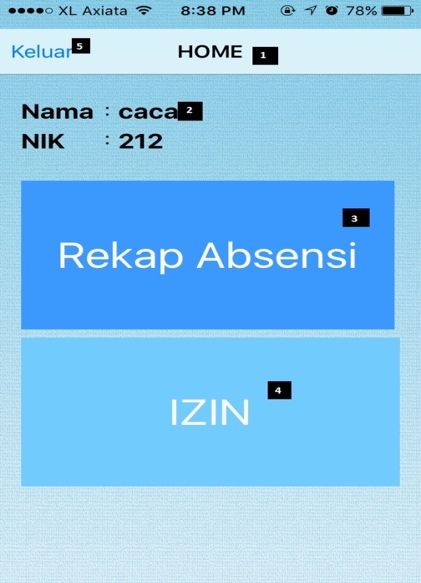 XL Axiata 8:38 PM 78%
Keluar 5 HOME 1
Nama : caca 2
NIK : 212
3
Rekap Absensi
4
IZIN